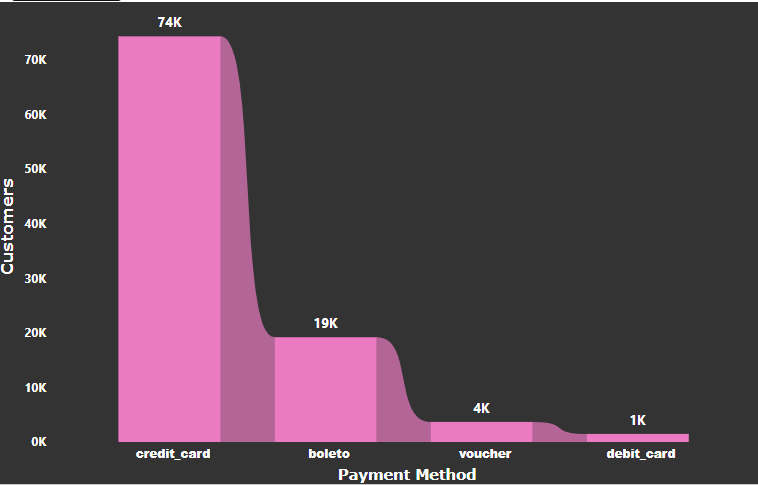 74K
70K
60K
50K
40K
30K
20K
10K
0K
Customers
19K
4K
1K
credit_card
boleto
voucher
debit_card
Payment Method